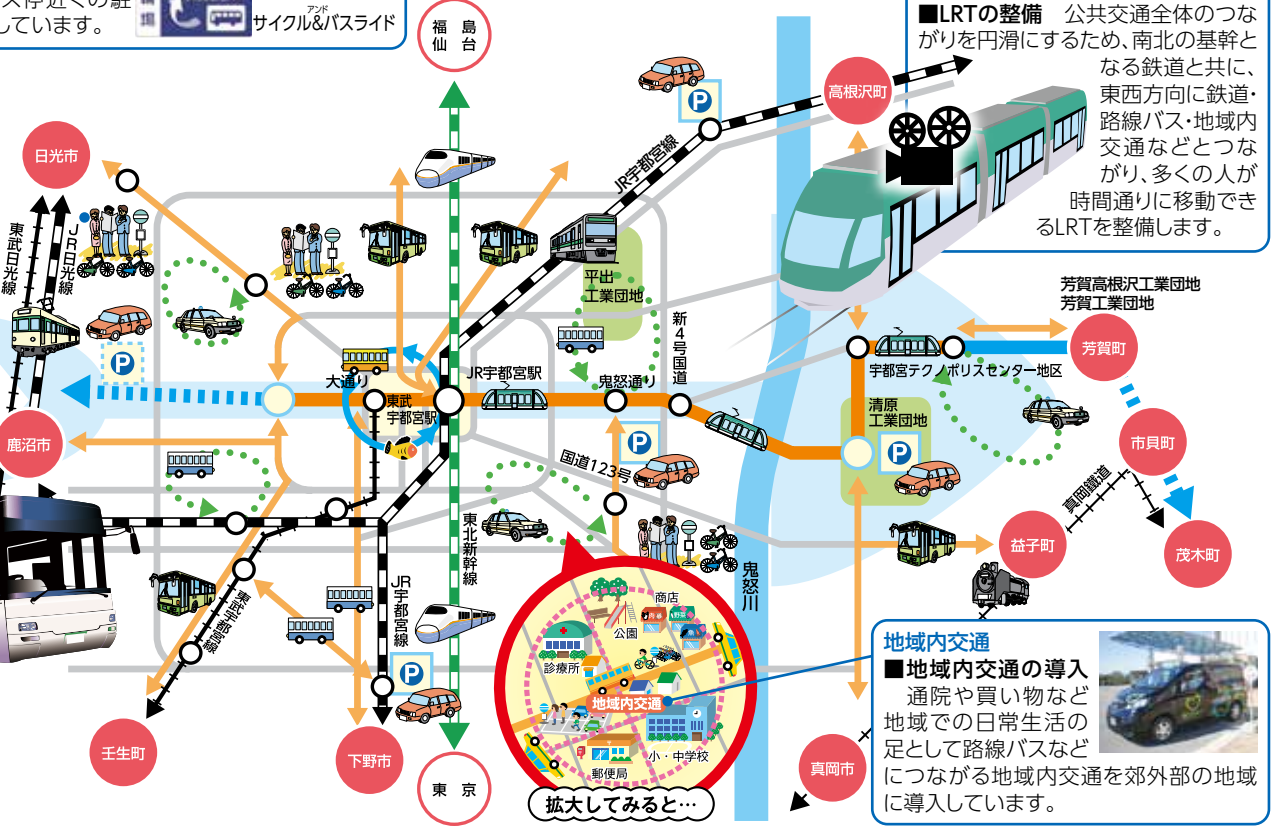 停近くの駐
しています。
サイクル&バスライド
アンド
福島
仙台
■LRTの整備　公共交通全体のつな
がりを円滑にするため、南北の基幹と
なる鉄道と共に、
東西方向に鉄道・
路線バス・地域内
交通などとつな
がり、多くの人が
時間通りに移動でき
るLRTを整備します。
高根沢町
P
日光市
JR宇都宮線
東武日光線
JR日光線
平出
工業団地
新4号国道
芳賀高根沢工業団地
芳賀工業団地
芳賀町
P
大通り
JR宇都宮駅
鬼怒通り
宇都宮テクノポリスセンター地区
東武
宇都宮駅
清原
工業団地
鹿沼市
P
P
市貝町
国道123号
真岡鐵道
東北新幹線
益子町
茂木町
鬼怒川
JR宇都宮線
東武宇都宮線
商店
野菜
公園
診療所
地域内交通
小・中学校
郵便局
拡大してみると…
P
壬生町
下野市
東京
真岡市
地域内交通
■地域内交通の導入
通院や買い物など
地域での日常生活の
足として路線バスなど
につながる地域内交通を郊外部の地域
に導入しています。